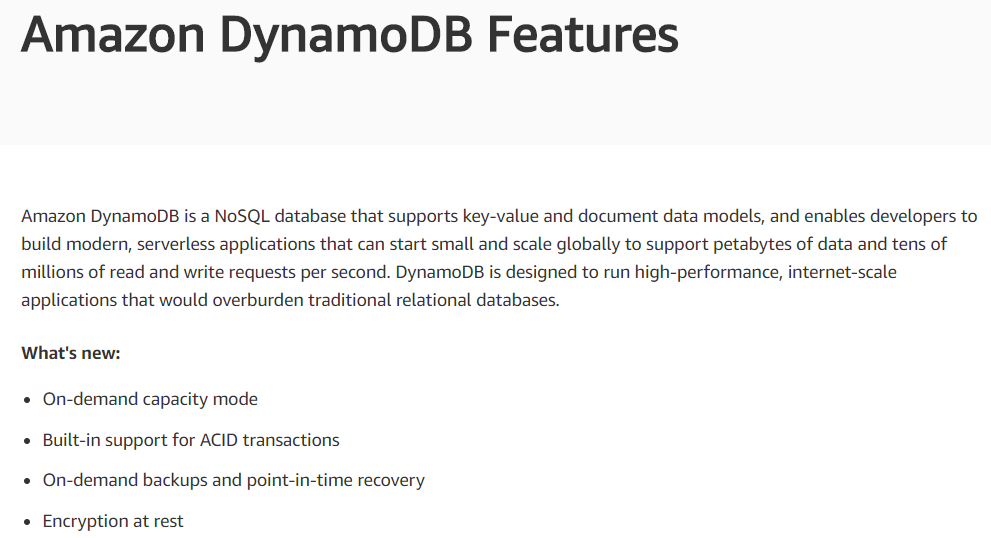 Amazon DynamoDB Features
Amazon DynamoDB is a NoSQL database that supports key-value and document data models, and enables developers to
build modern, serverless applications that can start small and scale globally to support petabytes of data and tens of
millions of read and write requests per second. DynamoDB is designed to run high-performance, internet-scale
applications that would overburden traditional relational databases.
What's new:
• On-demand capacity mode
• Built-in support for ACID transactions
• On-demand backups and point-in-time recovery
• Encryption at rest